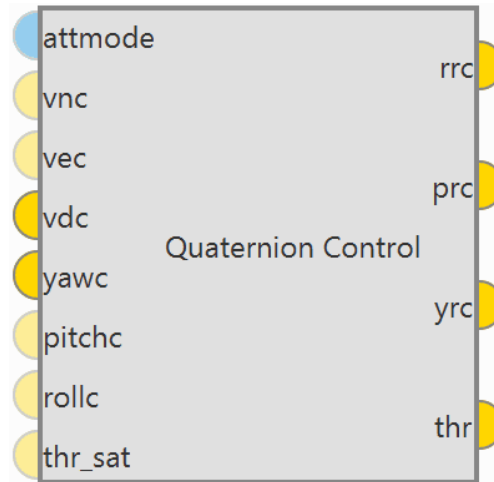 attmode
vnc
vec
vdc
yawc
pitchc
rollc
thr_sat
Quaternion Control
rrc
prc
yrc
thr